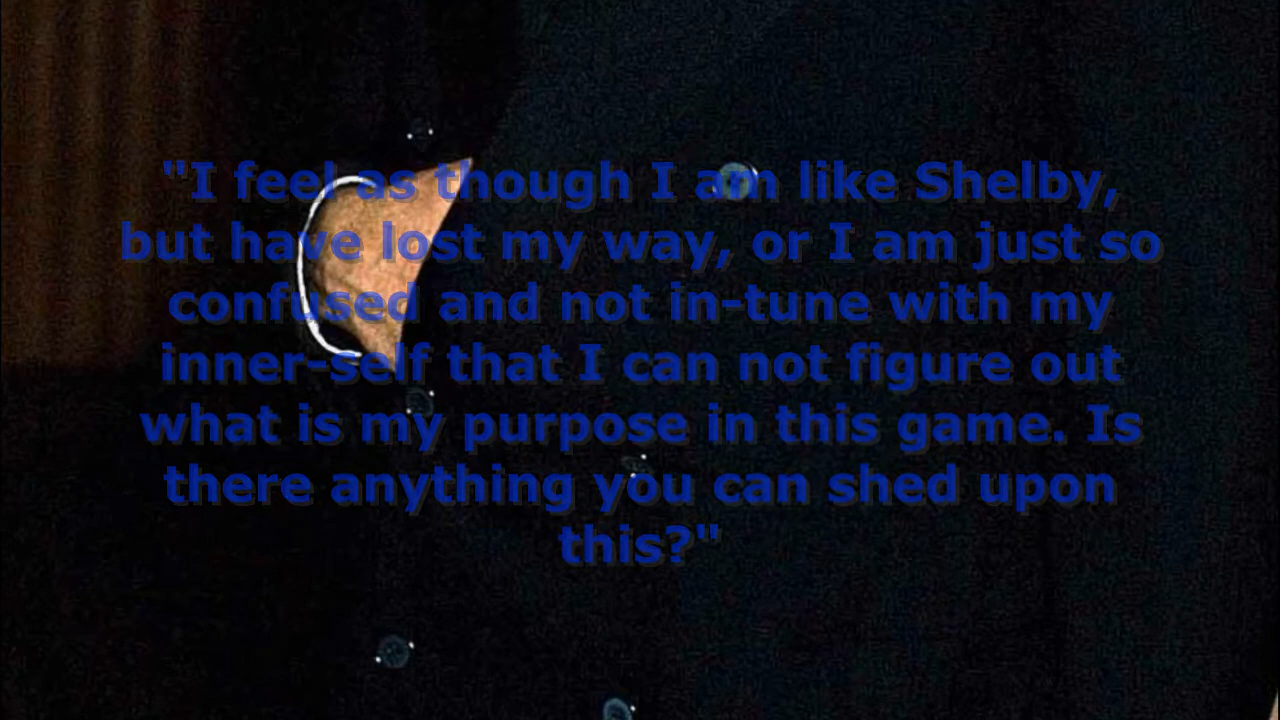 "I feel as though I am like Shelby,
but have lost my way, or I am just so
confused and not in-tune with my
inner-self that I can not figure out
what is my purpose in this game. Is
there anything you can shed upon
this?"